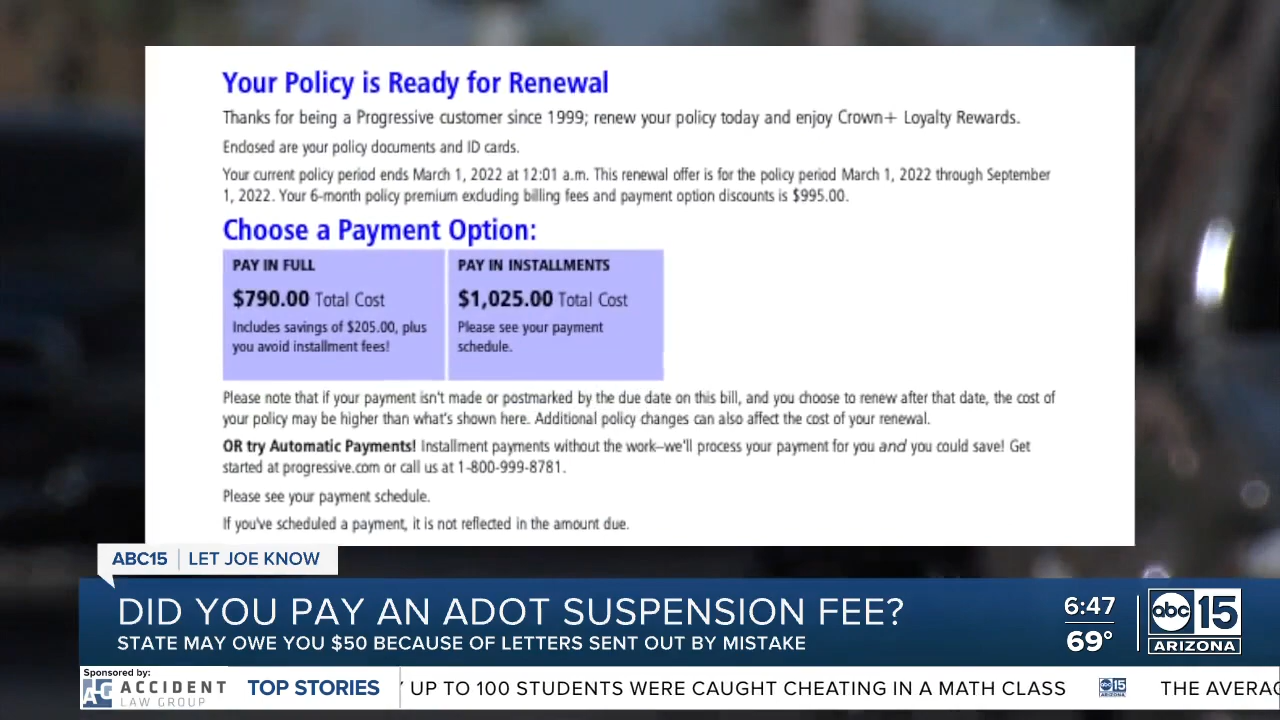 Your Policy is Ready for Renewal
Thanks for being a Progressive customer since 1999; renew your policy today and enjoy Crown+ Loyalty Rewards.
Enclosed are your policy documents and ID cards.
Your current policy period ends March 1, 2022 at 12:01 a.m. This renewal offer is for the policy period March 1, 2022 through September
1, 2022. Your 6-month policy premium excluding billing fees and payment option discounts is $995.00.
Choose a Payment Option:
PAY IN FULL
$790.00 Total Cost
Includes savings of $205.00, plus
you avoid installment fees!
PAY IN INSTALLMENTS
$1,025.00 Total Cost
Please see your payment
schedule.
Please note that if your payment isn't made or postmarked by the due date on this bill, and you choose to renew after that date, the cost of
your policy may be higher than what's shown here. Additional policy changes can also affect the cost of your renewal.
OR try Automatic Payments! Installment payments without the work–we'll process your payment for you and you could save! Get
started at progressive.com or call us at 1-800-999-8781.
Please see your payment schedule.
If you've scheduled a payment, it is not reflected in the amount due.
ABC15 | LET JOE KNOW
DID YOU PAY AN ADOT SUSPENSION FEE?
STATE MAY OWE YOU $50 BECAUSE OF LETTERS SENT OUT BY MISTAKE
6:47
69°
abc 15
ARIZONA
Sponsored by:
AG ACCIDENT
LAW GROUP
TOP STORIES
UP TO 100 STUDENTS WERE CAUGHT CHEATING IN A MATH CLASS
abc 15
ARIZONA
THE AVERAG